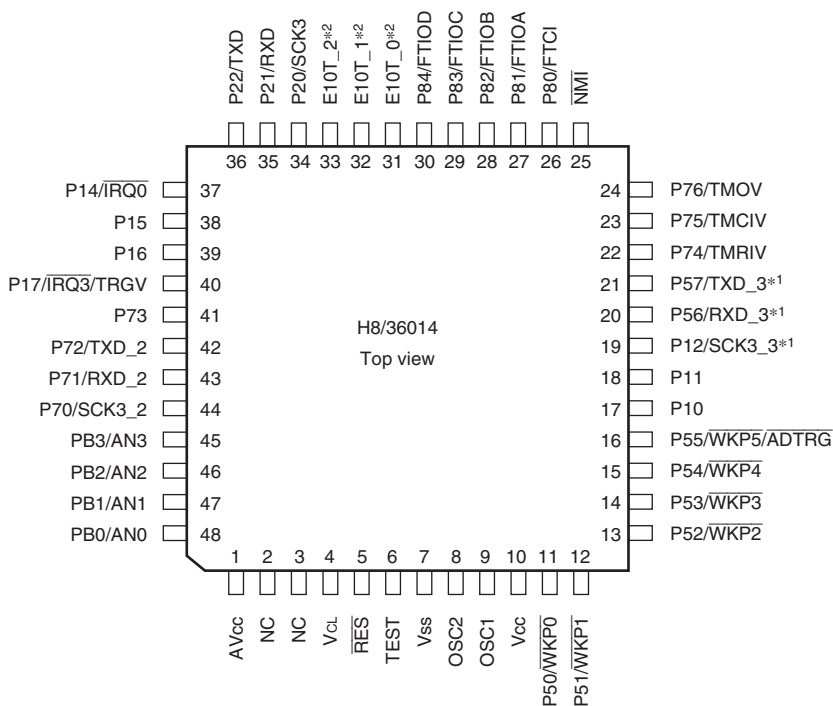 P22/TXD
P21/RXD
P20/SCK3
E10T_2*2
E10T_1*2
E10T_0*2
P84/FTIOD
P83/FTIOC
P82/FTIOB
P81/FTIOA
P80/FTCI
NMI
36 35 34 33 32 31 30 29 28 27 26 25
P14/IRQ0 37
P15 38
P16 39
P17/IRQ3/TRGV 40
P73 41
P72/TXD_2 42
P71/RXD_2 43
P70/SCK3_2 44
PB3/AN3 45
PB2/AN2 46
PB1/AN1 47
PB0/AN0 48
H8/36014
Top view
24 P76/TMOV
23 P75/TMCIV
22 P74/TMRIV
21 P57/TXD_3*1
20 P56/RXD_3*1
19 P12/SCK3_3*1
18 P11
17 P10
16 P55/WKP5/ADTRG
15 P54/WKP4
14 P53/WKP3
13 P52/WKP2
1 2 3 4 5 6 7 8 9 10 11 12
AVcc
NC
NC
VCL
RES
TEST
Vss
OSC2
OSC1
Vcc
P50/WKP0
P51/WKP1